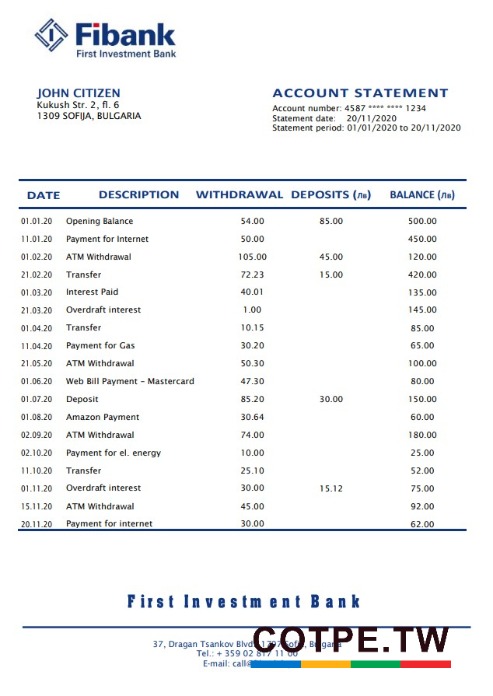 Fibank
First Investment Bank
JOHN CITIZEN
Kukush Str. 2, fl. 6
1309 SOFIJA, BULGARIA
ACCOUNT STATEMENT
Account number: 4587 **** **** 1234
Statement date: 20/11/2020
Statement period: 01/01/2020 to 20/11/2020
DATE DESCRIPTION WITHDRAWAL DEPOSITS (лв) BALANCE (лв)
01.01.20 Opening Balance 54.00 85.00 500.00
11.01.20 Payment for Internet 50.00 450.00
01.02.20 ATM Withdrawal 105.00 45.00 120.00
21.02.20 Transfer 72.23 15.00 420.00
01.03.20 Interest Paid 40.01 135.00
21.03.20 Overdraft interest 1.00 145.00
01.04.20 Transfer 10.15 85.00
11.04.20 Payment for Gas 30.20 65.00
21.05.20 ATM Withdrawal 50.30 100.00
01.06.20 Web Bill Payment - Mastercard 47.30 80.00
01.07.20 Deposit 85.20 30.00 150.00
01.08.20 Amazon Payment 30.64 60.00
02.09.20 ATM Withdrawal 74.00 180.00
02.10.20 Payment for el. energy 10.00 25.00
11.10.20 Transfer 25.10 52.00
01.11.20 Overdraft interest 30.00 15.12 75.00
15.11.20 ATM Withdrawal 45.00 92.00
20.11.20 Payment for internet 30.00 62.00
First Investment Bank
37, Dragan Tsankov Blvd
Tel.: + 359 02
E-mail:
COTPE.TW